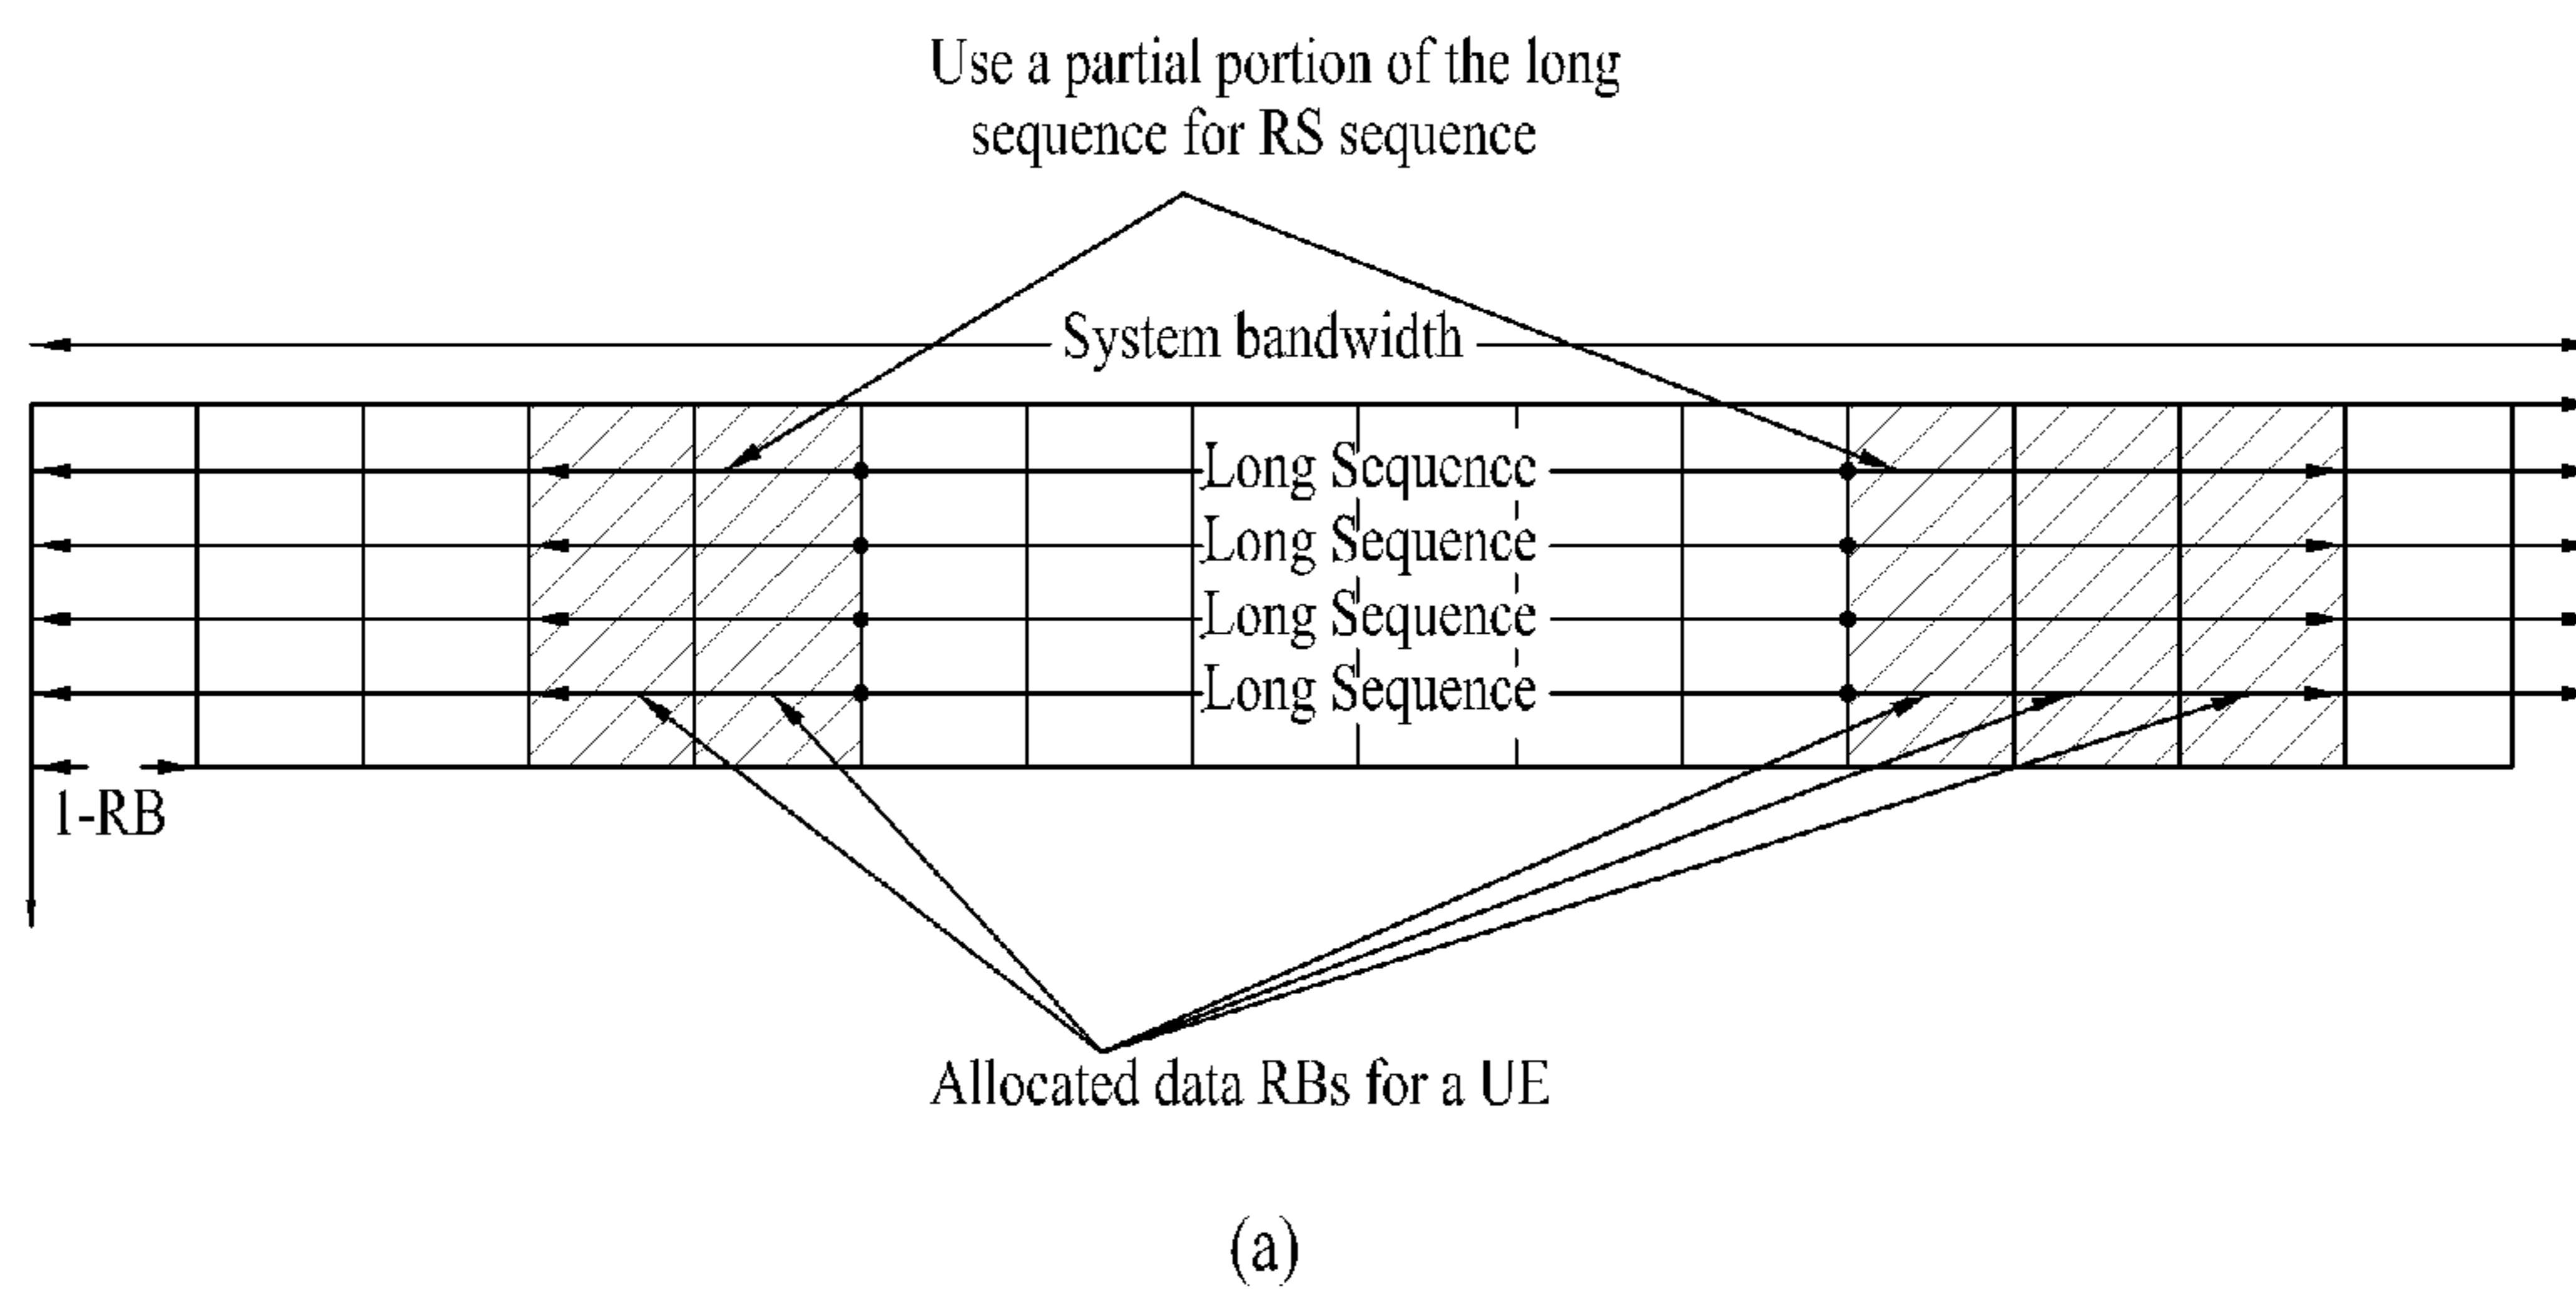 Use a partial portion of the long
sequence for RS sequence
System bandwidth
Long Sequence
Long Sequence
Long Sequence
Long Sequence
1-RB
Allocated data RBs for a UE
(a)